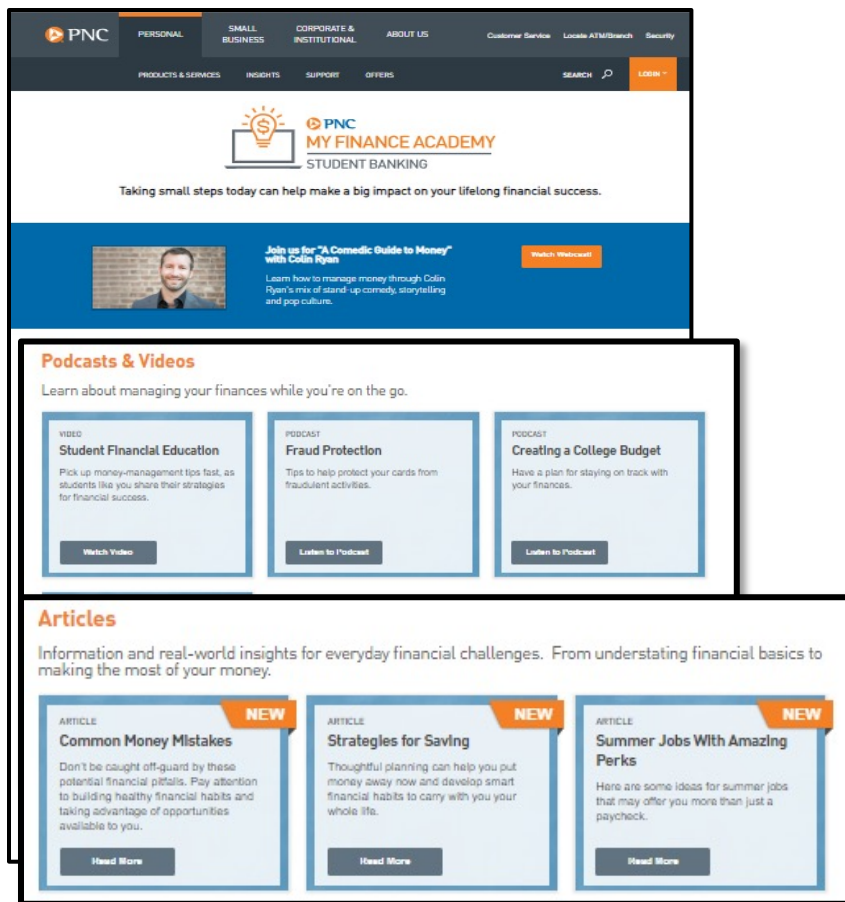 PNC
PERSONAL
SMALL
BUSINESS
CORPORATE &
INSTITUTIONAL
ABOUT US
Customer Service
Locate ATM/Branch
Security
PRODUCTS & SERVICES
INSIGHTS
SUPPORT
OFFERS
SEARCH
LOGIN
PNC
MY FINANCE ACADEMY
STUDENT BANKING
Taking small steps today can help make a big impact on your lifelong financial success.
Join us for "A Comedic Guide to Money"
with Colin Ryan
Learn how to manage money through Colin
Ryan's mix of stand-up comedy, storytelling
and pop culture.
Watch Webcast!
Podcasts & Videos
Learn about managing your finances while you're on the go.
VIDEO
Student Financial Education
Pick up money-management tips fast, as
students like you share their strategies
for financial success.
Watch Video
PODCAST
Fraud Protection
Tips to help protect your cards from
fraudulent activities.
Listen to Podcast
PODCAST
Creating a College Budget
Have a plan for staying on track with
your finances.
Listen to Podcast
Articles
Information and real-world insights for everyday financial challenges. From understating financial basics to
making the most of your money.
NEW
ARTICLE
Common Money Mistakes
Don't be caught off-guard by these
potential financial pitfalls. Pay attention
to building healthy financial habits and
taking advantage of opportunities
available to you.
Read More
NEW
ARTICLE
Strategies for Saving
Thoughtful planning can help you put
money away now and develop smart
financial habits to carry with you your
whole life.
Read More
NEW
ARTICLE
Summer Jobs With Amazing
Perks
Here are some ideas for summer jobs
that may offer you more than just a
paycheck.
Read More